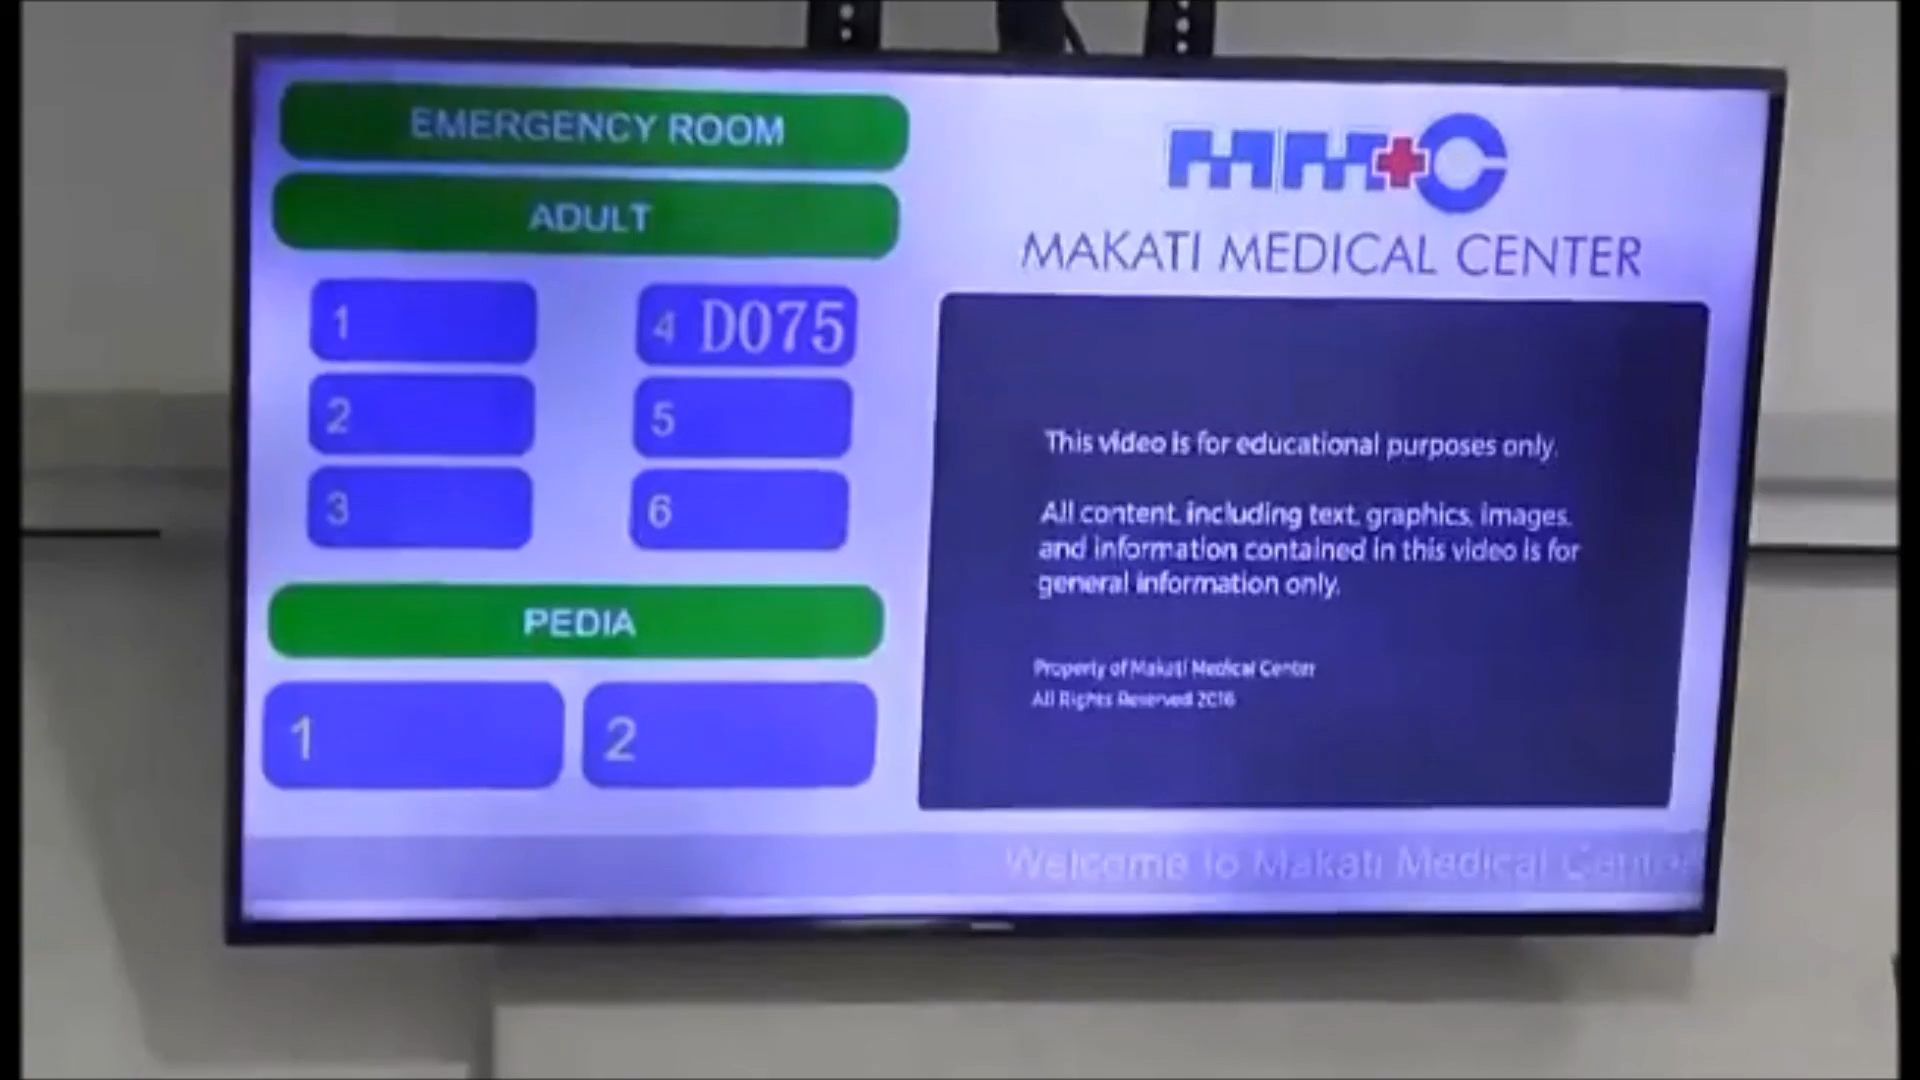 EMERGENCY ROOM
ADULT
1
4 D075
2
5
3
6
PEDIA
1
2
MM+C
MAKATI MEDICAL CENTER
This video is for educational purposes only.
All content, including text, graphics, images,
and information contained in this video is for
general information only.
Property of Makati Medical Center
All Rights Reserved 2016
Welcome to Makati Medical Center